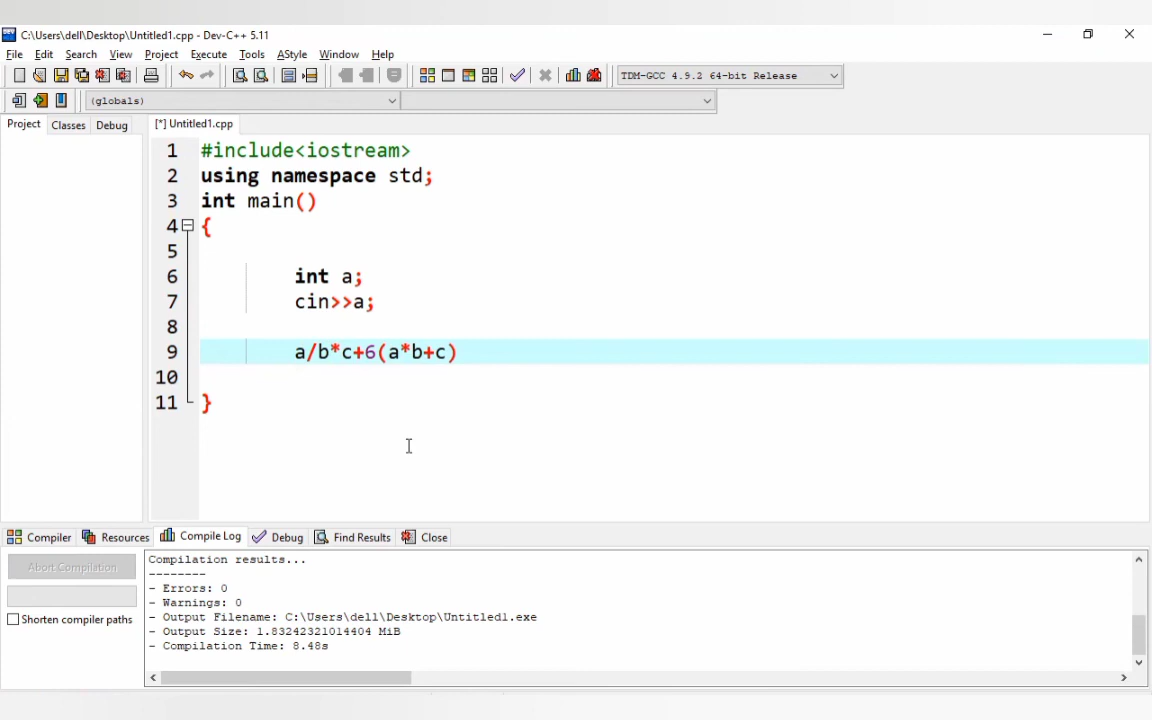 C:\Users\dell\Desktop\Untitled1.cpp - Dev-C++ 5.11
File Edit Search View Project Execute Tools AStyle Window Help
TDM-GCC 4.9.2 64-bit Release
(globals)
Project Classes Debug [*] Untitled1.cpp
1 #include<iostream>
2 using namespace std;
3 int main()
4 {
5
6 int a;
7 cin>>a;
8
9 a/b*c+6(a*b+c)
10
11 }
Compiler Resources Compile Log Debug Find Results Close
Abort Compilation
Shorten compiler paths
Compilation results...
--------
- Errors: 0
- Warnings: 0
- Output Filename: C:\Users\dell\Desktop\Untitled1.exe
- Output Size: 1.83242321014404 MiB
- Compilation Time: 8.48s